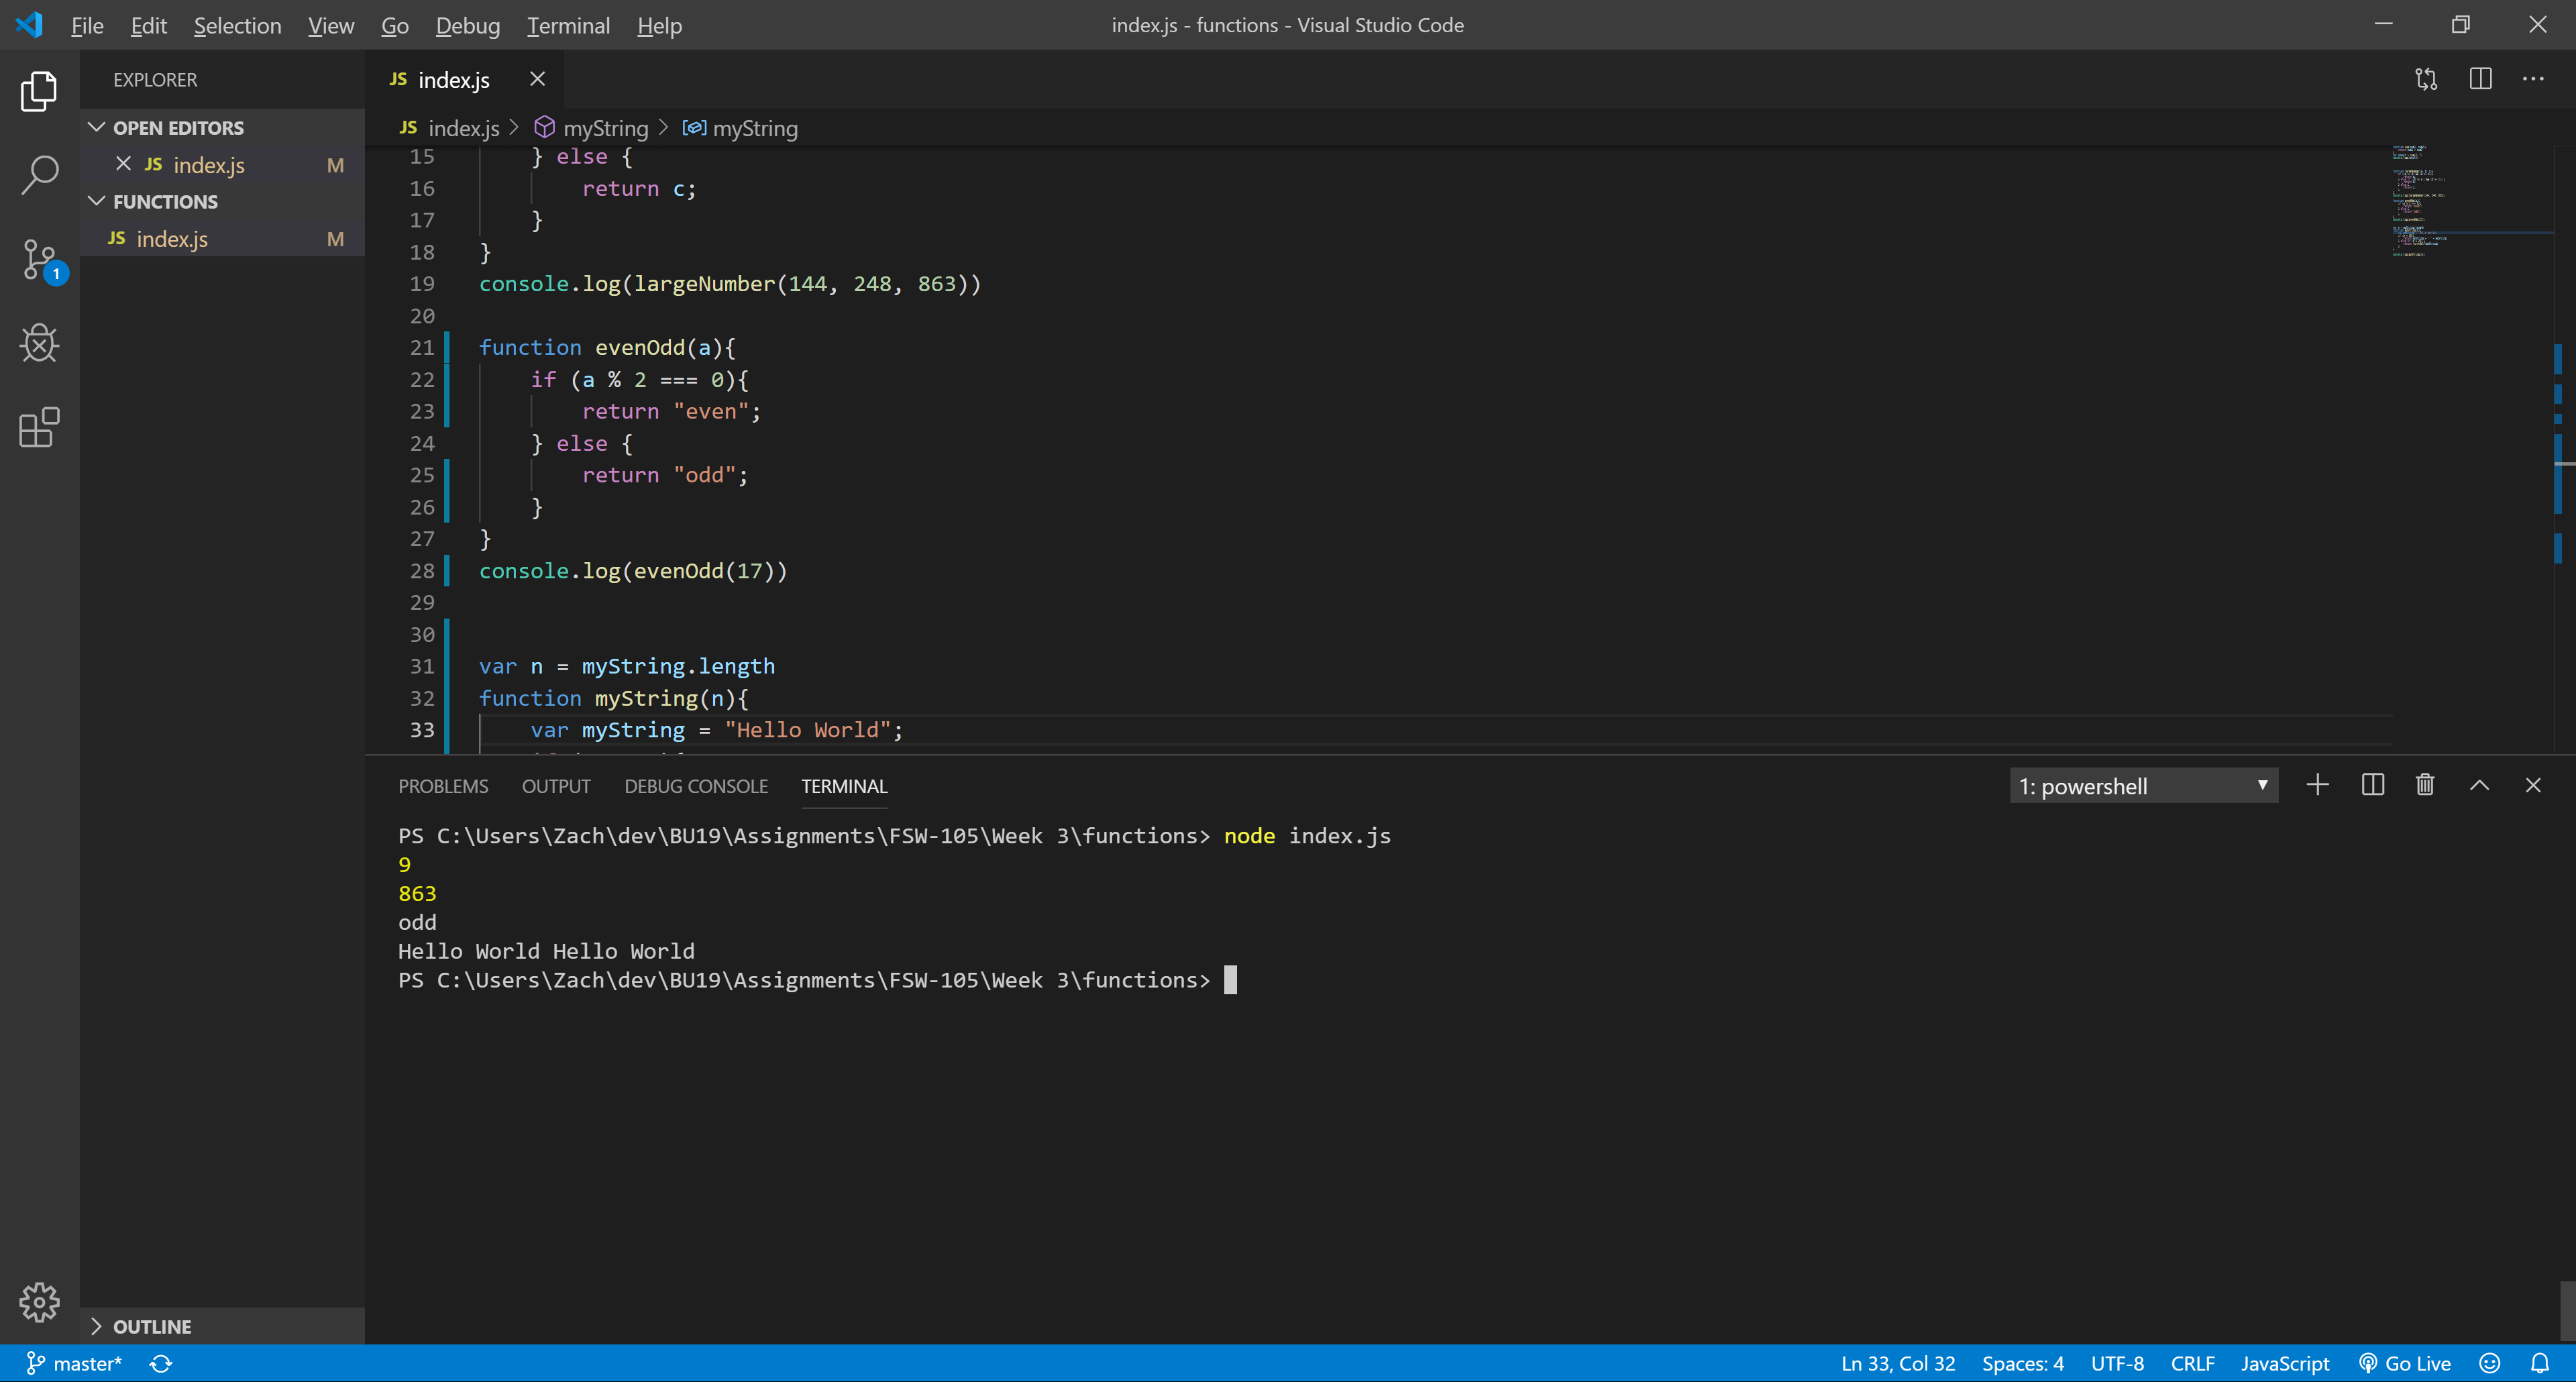 File Edit Selection View Go Debug Terminal Help
index.js - functions - Visual Studio Code
EXPLORER
OPEN EDITORS
JS index.js M
FUNCTIONS
JS index.js M
1
OUTLINE
JS index.js
JS index.js > myString > myString
15 } else {
16 return c;
17 }
18 }
19 console.log(largeNumber(144, 248, 863))
20
21 function evenOdd(a){
22 if (a % 2 === 0){
23 return "even";
24 } else {
25 return "odd";
26 }
27 }
28 console.log(evenOdd(17))
29
30
31 var n = myString.length
32 function myString(n){
33 var myString = "Hello World";
PROBLEMS OUTPUT DEBUG CONSOLE TERMINAL
1: powershell
PS C:\Users\Zach\dev\BU19\Assignments\FSW-105\Week 3\functions> node index.js
9
863
odd
Hello World Hello World
PS C:\Users\Zach\dev\BU19\Assignments\FSW-105\Week 3\functions>
master*
Ln 33, Col 32 Spaces: 4 UTF-8 CRLF JavaScript Go Live